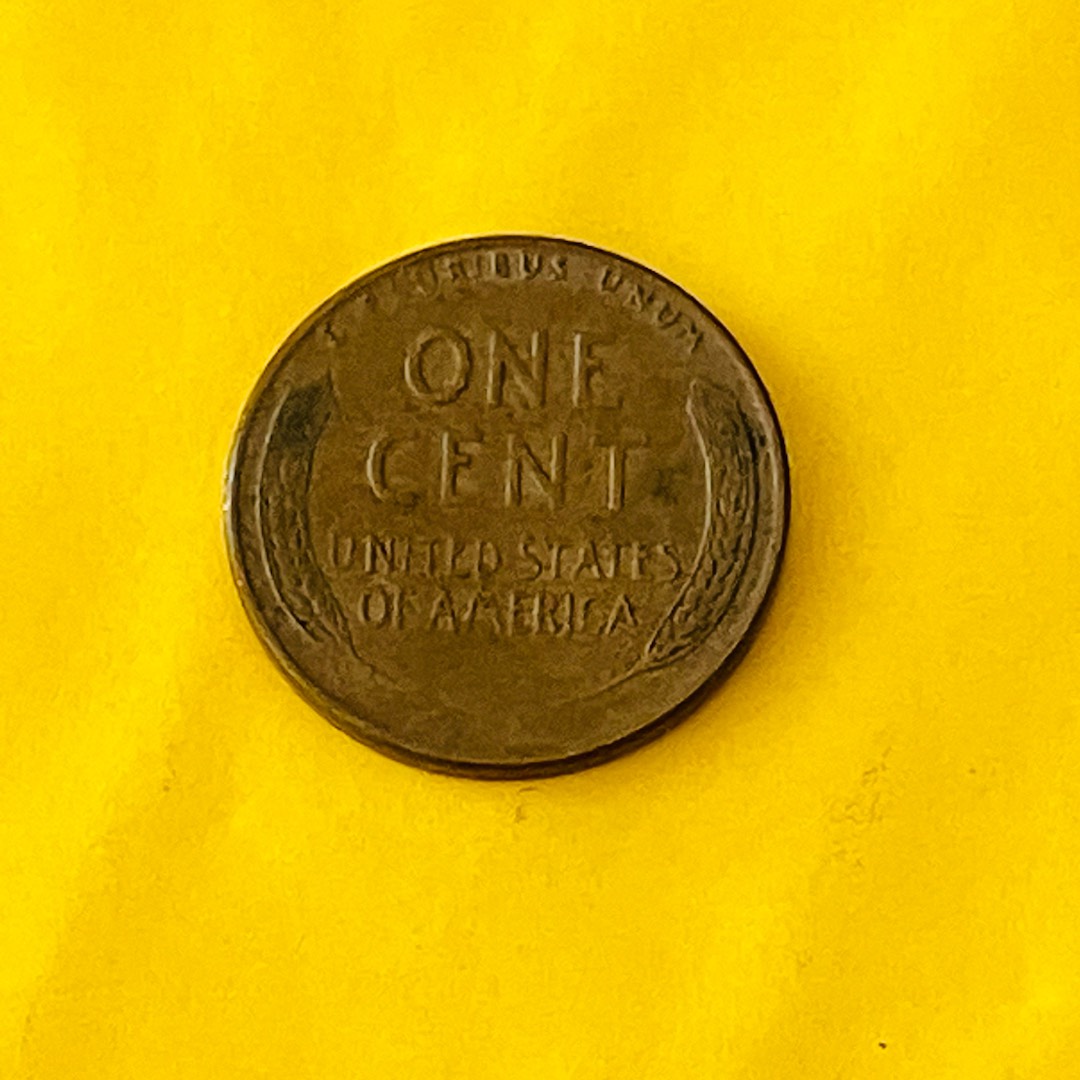 E PLURIBUS UNUM
ONE
CENT
UNITED STATES
OF AMERICA